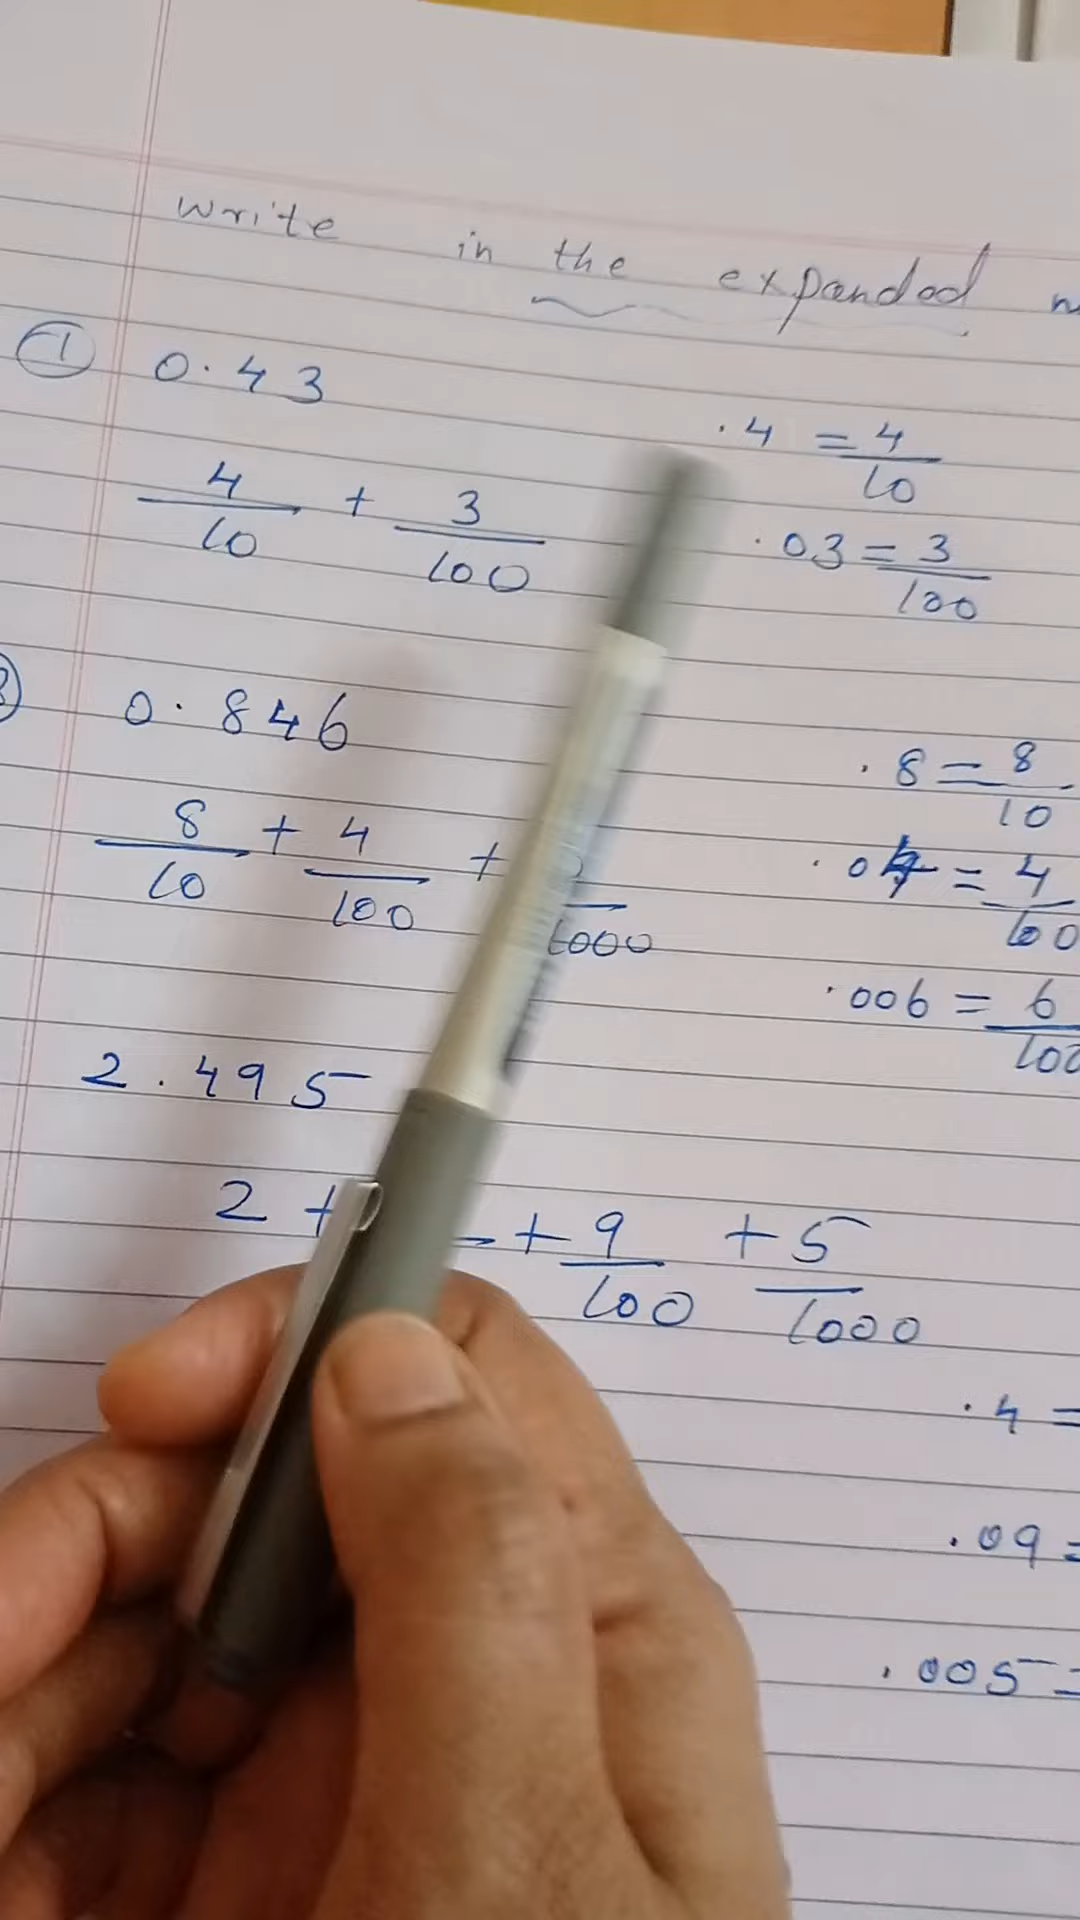 write in the expanded
① 0.43
.4 = 4/10
4/10 + 3/100
.03 = 3/100
0.846
.8 = 8/10
8/10 + 4/100 + /1000
.04 = 4/100
.006 = 6/100
2.495
2 + + 9/100 + 5/1000
.4 =
.09 =
.005 =